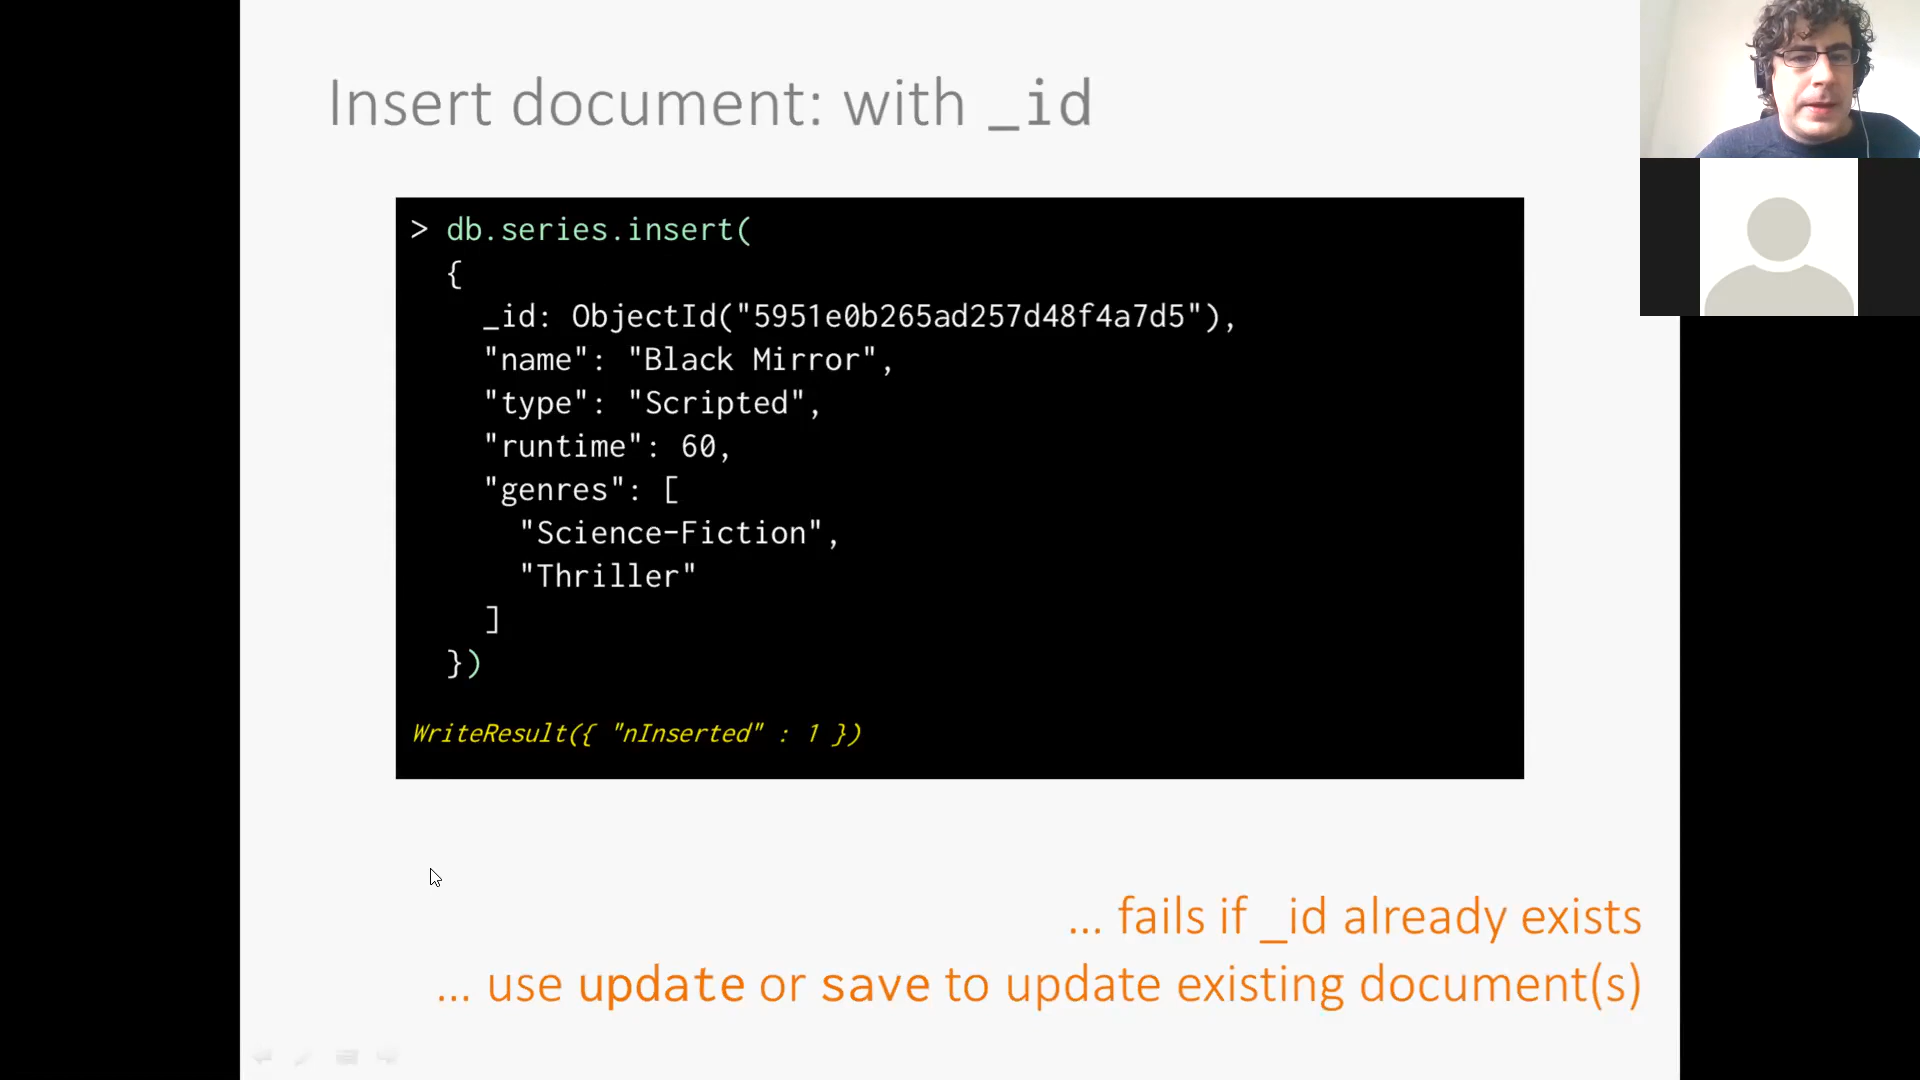 Insert document: with _id
> db.series.insert(
{
_id: ObjectId("5951e0b265ad257d48f4a7d5"),
"name": "Black Mirror",
"type": "Scripted",
"runtime": 60,
"genres": [
"Science-Fiction",
"Thriller"
]
})
WriteResult({ "nInserted" : 1 })
... fails if _id already exists
... use update or save to update existing document(s)